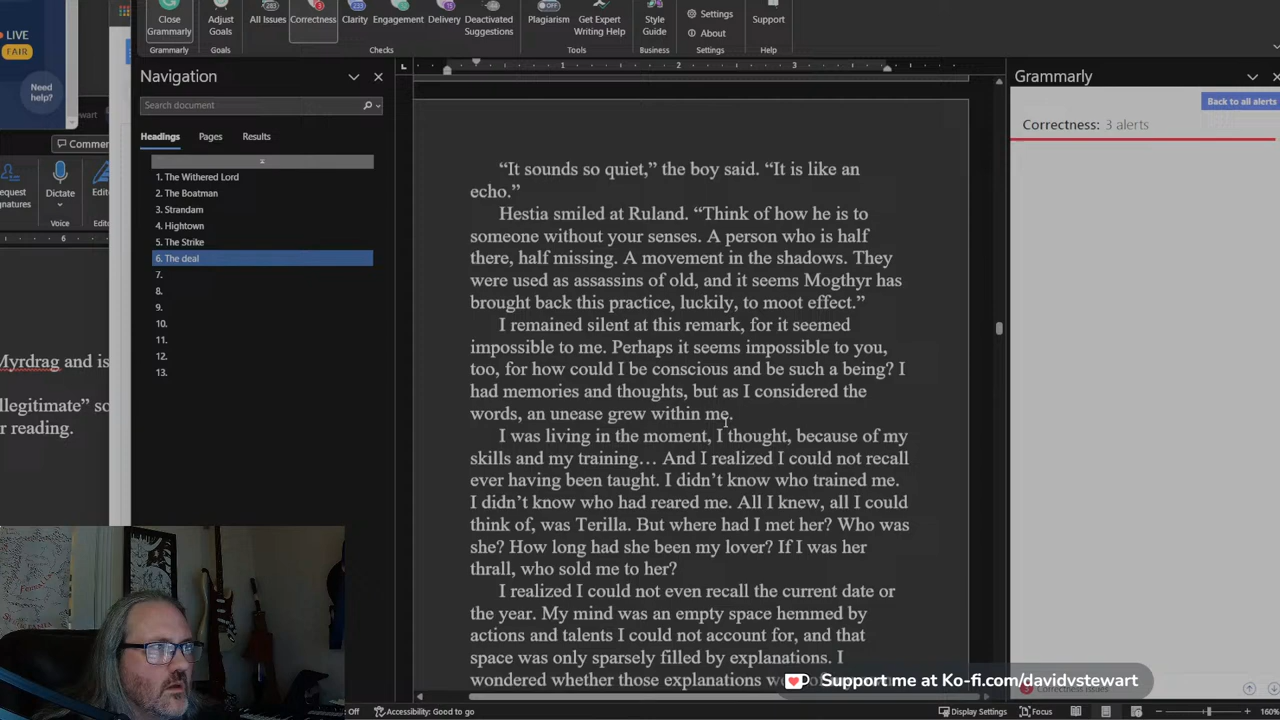 LIVE
FAIR
Need
help?
Close
Grammarly
Adjust
Goals
All Issues
Correctness
Clarity
Engagement
Delivery
Deactivated
Suggestions
Plagiarism
Get Expert
Writing Help
Style
Guide
Settings
About
Support
Grammarly
Goals
Checks
Tools
Business
Settings
Help
Navigation
Search document
Headings
Pages
Results
1. The Withered Lord
2. The Boatman
3. Strandam
4. Hightown
5. The Strike
6. The deal
7.
8.
9.
10.
11.
12.
13.
Dictate
Voice
6
Myrdrag and is
llegitimate” so
r reading.
1
2
3
“It sounds so quiet,” the boy said. “It is like an
echo.”
Hestia smiled at Ruland. “Think of how he is to
someone without your senses. A person who is half
there, half missing. A movement in the shadows. They
were used as assassins of old, and it seems Mogthyr has
brought back this practice, luckily, to moot effect.”
I remained silent at this remark, for it seemed
impossible to me. Perhaps it seems impossible to you,
too, for how could I be conscious and be such a being? I
had memories and thoughts, but as I considered the
words, an unease grew within me.
I was living in the moment, I thought, because of my
skills and my training… And I realized I could not recall
ever having been taught. I didn’t know who trained me.
I didn’t know who had reared me. All I knew, all I could
think of, was Terilla. But where had I met her? Who was
she? How long had she been my lover? If I was her
thrall, who sold me to her?
I realized I could not even recall the current date or
the year. My mind was an empty space hemmed by
actions and talents I could not account for, and that
space was only sparsely filled by explanations. I
wondered whether those explanations
Grammarly
Back to all alerts
Correctness: 3 alerts
Support me at Ko-fi.com/davidvstewart
Correctness issues
Off
Accessibility: Good to go
Display Settings
Focus
160%